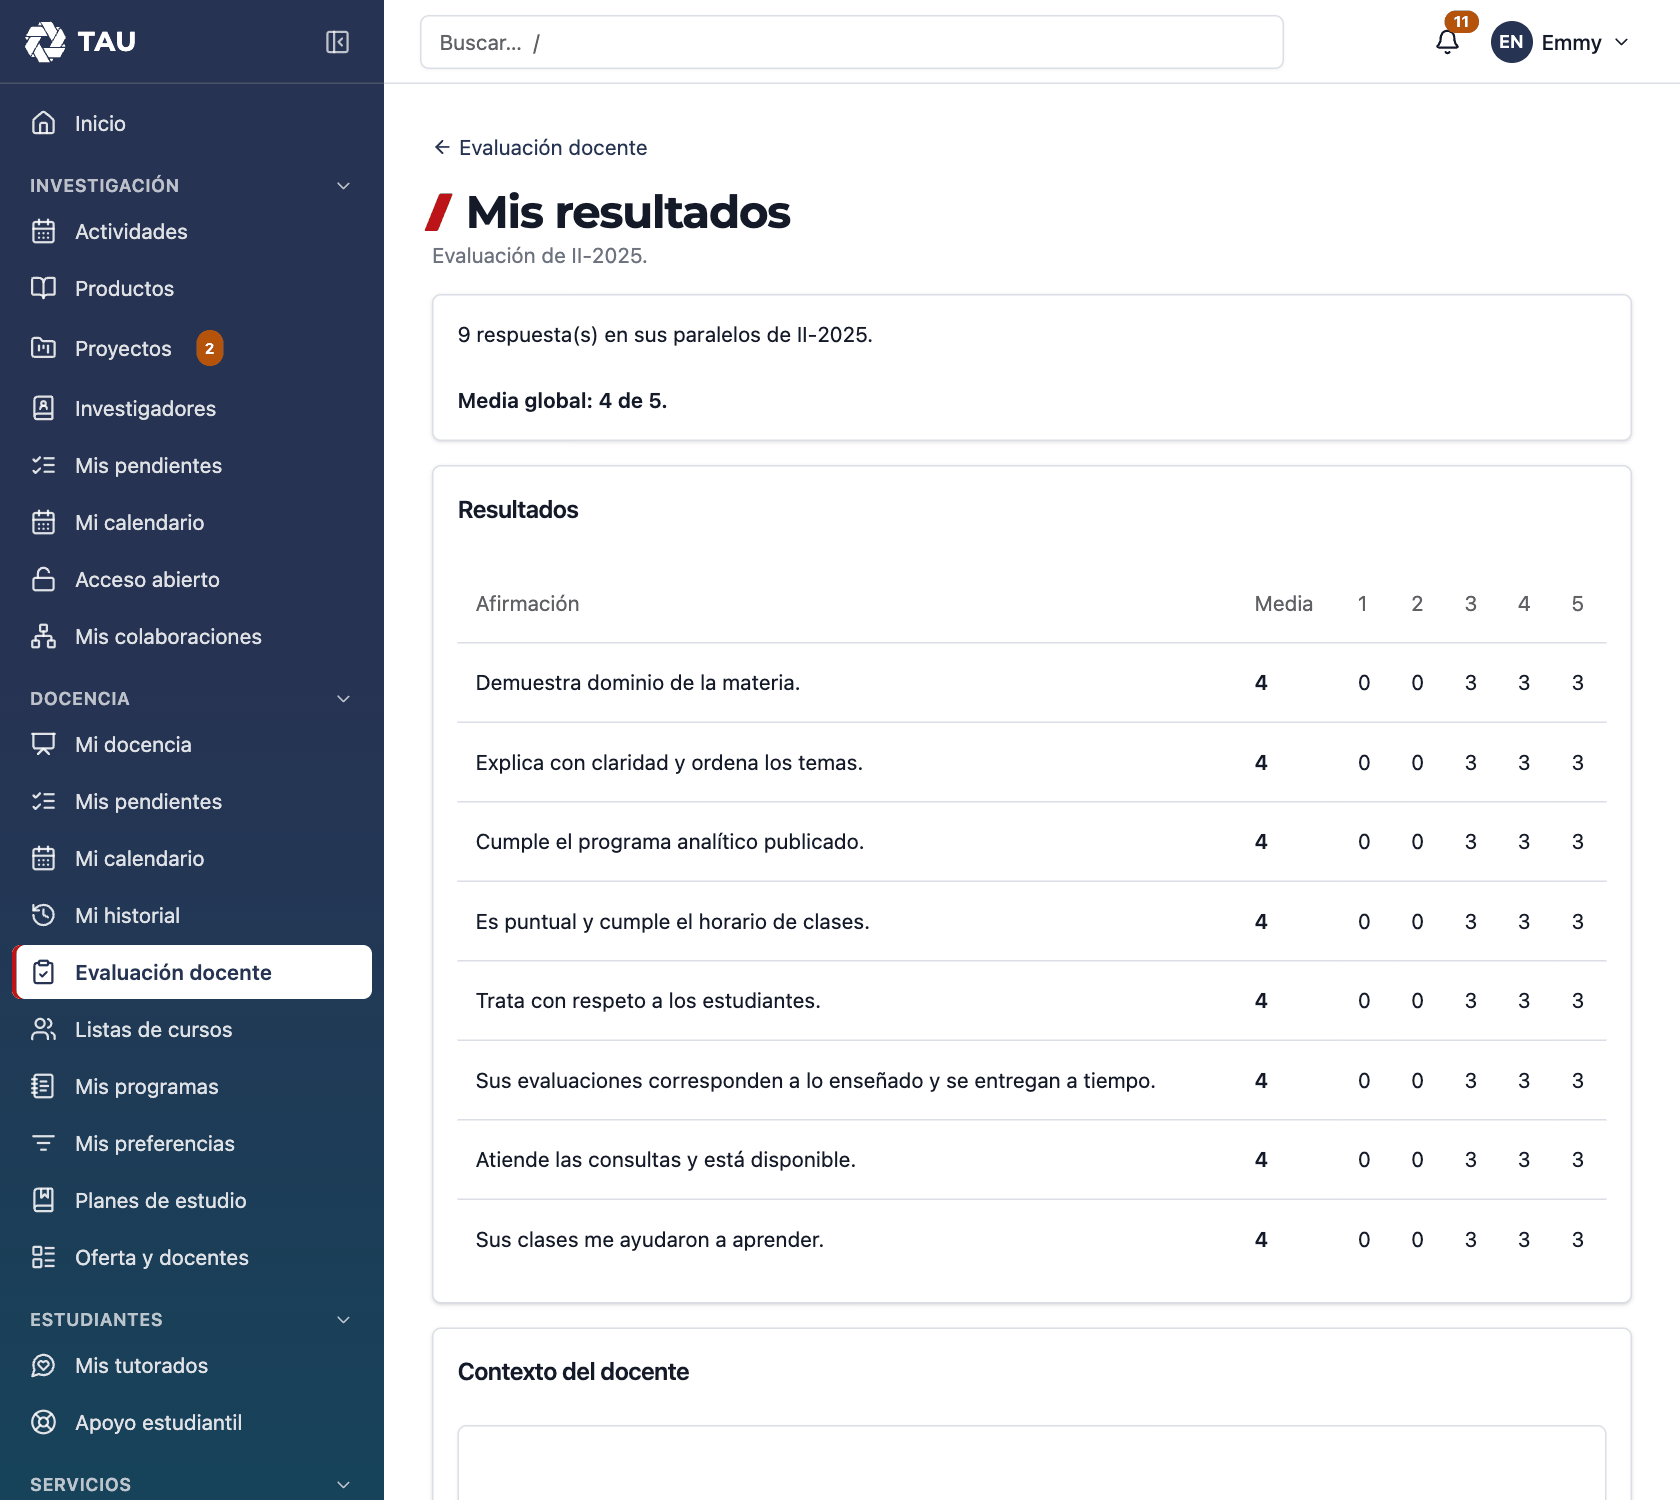 TAU
Buscar... /
11
EN Emmy
Inicio
INVESTIGACIÓN
Actividades
Productos
Proyectos 2
Investigadores
Mis pendientes
Mi calendario
Acceso abierto
Mis colaboraciones
DOCENCIA
Mi docencia
Mis pendientes
Mi calendario
Mi historial
Evaluación docente
Listas de cursos
Mis programas
Mis preferencias
Planes de estudio
Oferta y docentes
ESTUDIANTES
Mis tutorados
Apoyo estudiantil
SERVICIOS
← Evaluación docente
Mis resultados
Evaluación de II-2025.
9 respuesta(s) en sus paralelos de II-2025.
Media global: 4 de 5.
Resultados
Afirmación Media 1 2 3 4 5
Demuestra dominio de la materia. 4 0 0 3 3 3
Explica con claridad y ordena los temas. 4 0 0 3 3 3
Cumple el programa analítico publicado. 4 0 0 3 3 3
Es puntual y cumple el horario de clases. 4 0 0 3 3 3
Trata con respeto a los estudiantes. 4 0 0 3 3 3
Sus evaluaciones corresponden a lo enseñado y se entregan a tiempo. 4 0 0 3 3 3
Atiende las consultas y está disponible. 4 0 0 3 3 3
Sus clases me ayudaron a aprender. 4 0 0 3 3 3
Contexto del docente